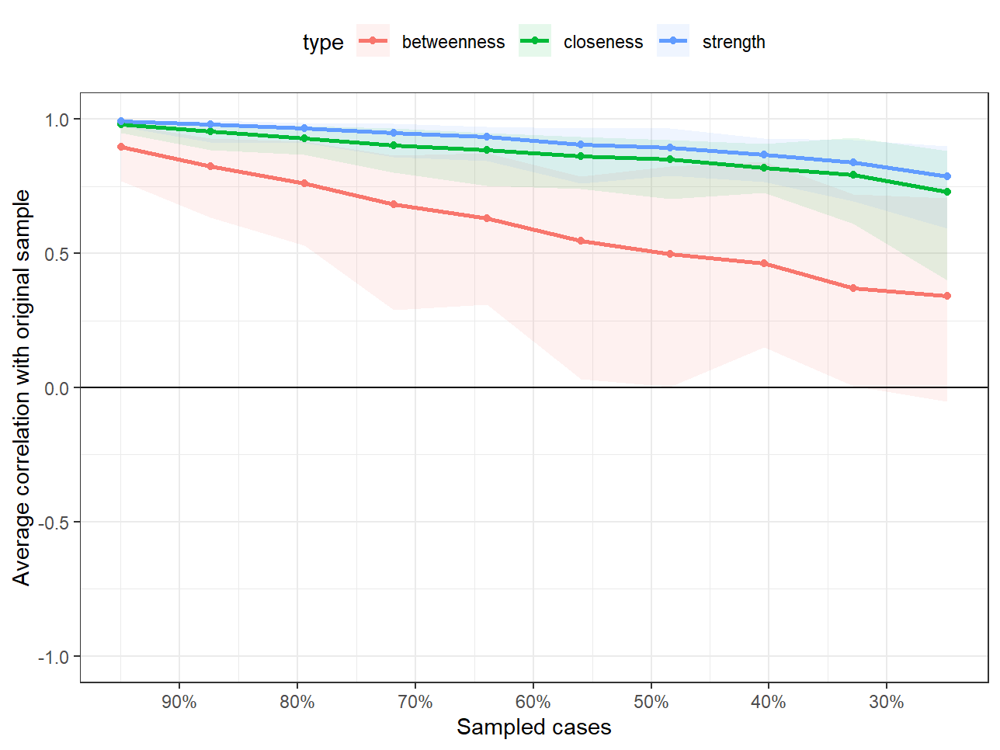 type betweenness closeness strength
Average correlation with original sample
1.0
0.5
0.0
-0.5
-1.0
90% 80% 70% 60% 50% 40% 30%
Sampled cases